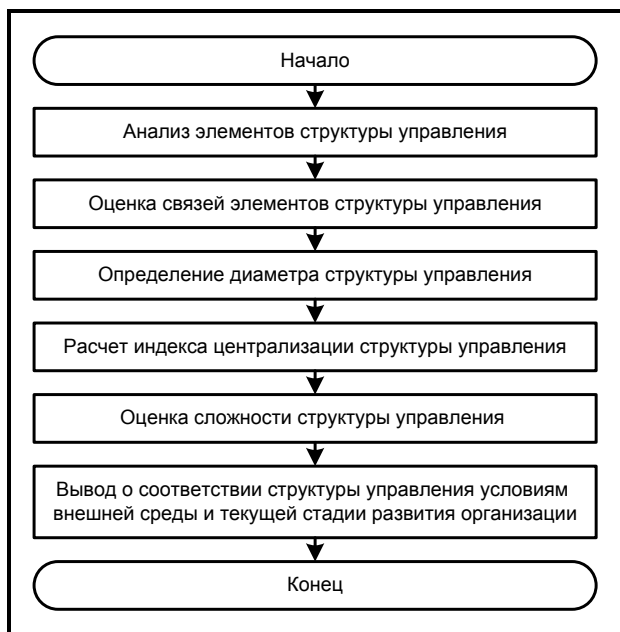 Начало
Анализ элементов структуры управления
Оценка связей элементов структуры управления
Определение диаметра структуры управления
Расчет индекса централизации структуры управления
Оценка сложности структуры управления
Вывод о соответствии структуры управления условиям
внешней среды и текущей стадии развития организации
Конец